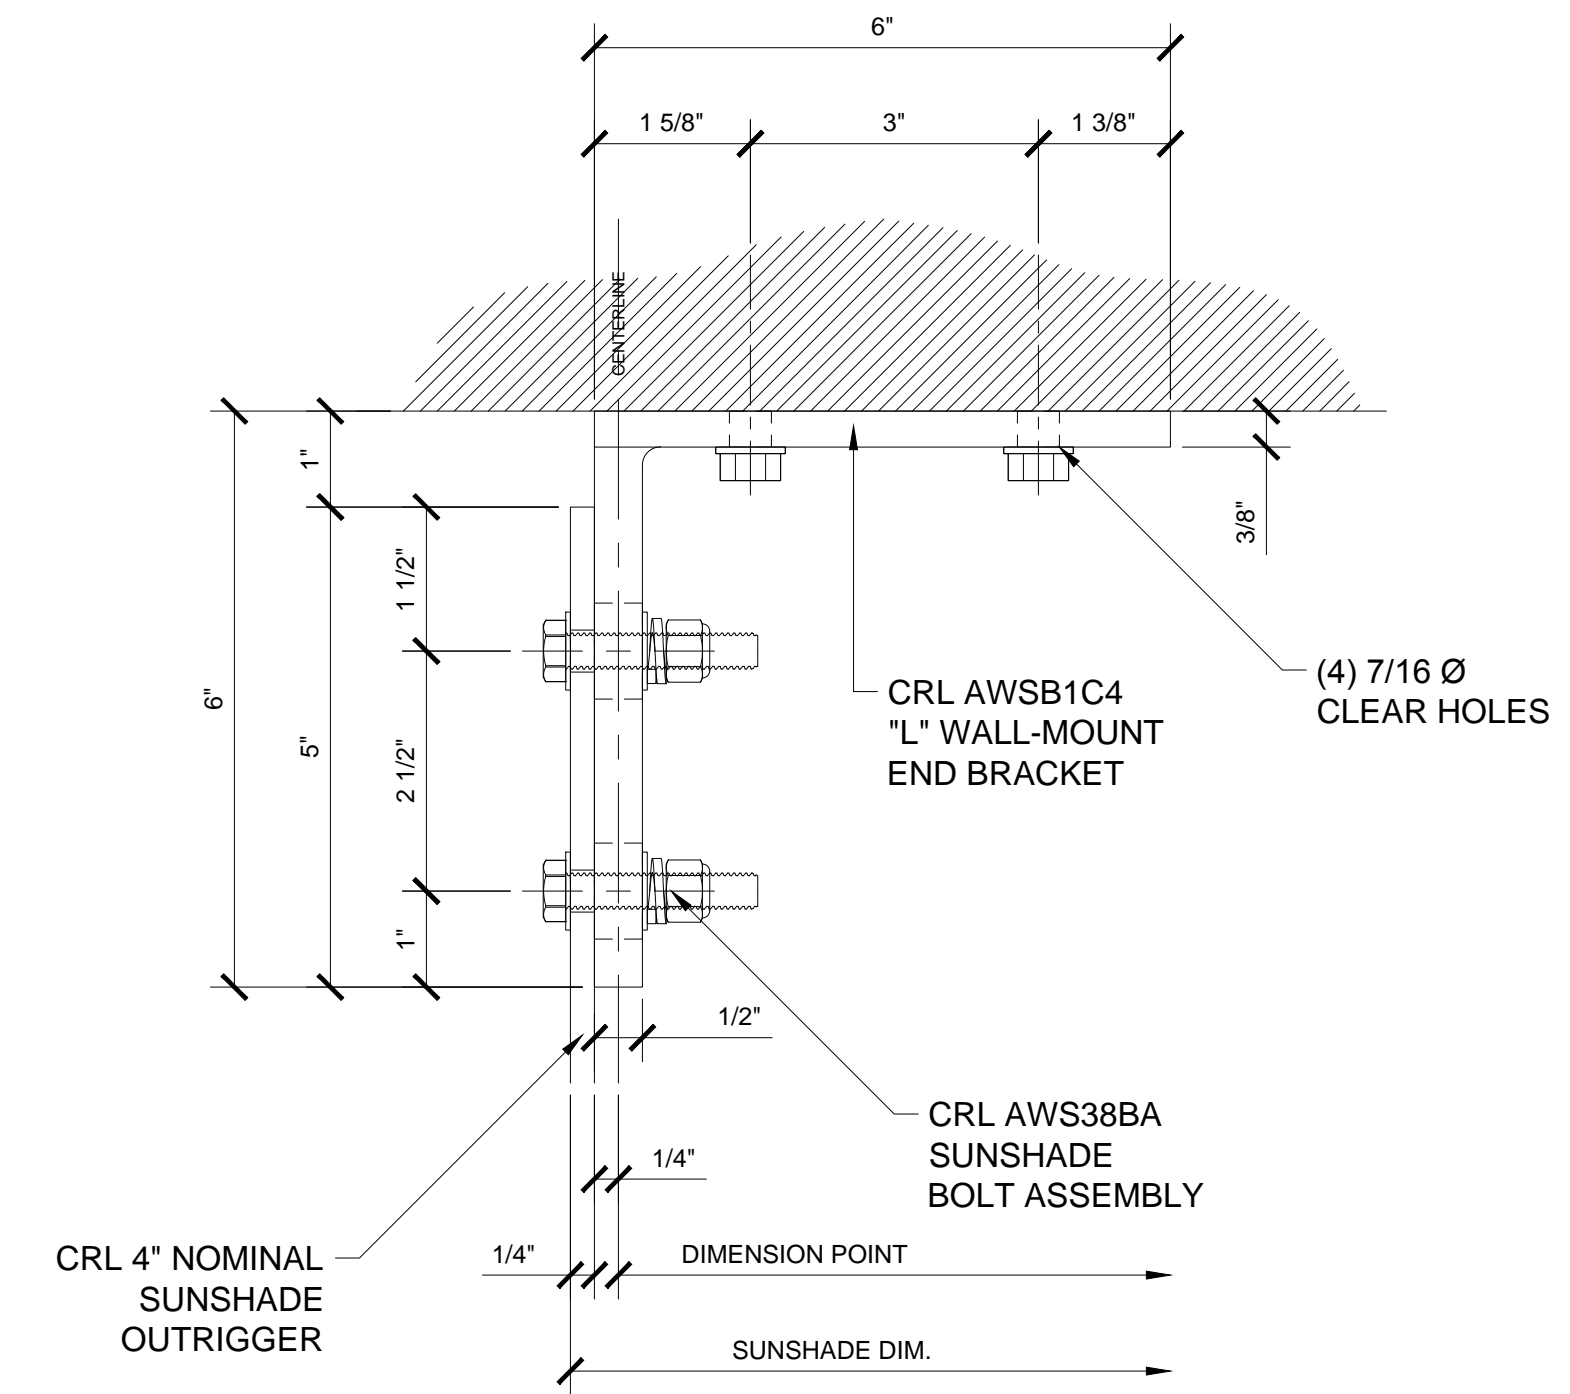 6"
1 5/8"
3"
1 3/8"
CENTERLINE
1"
3/8"
1 1/2"
6"
5"
2 1/2"
1"
(4) 7/16 Ø
CLEAR HOLES
CRL AWSB1C4
"L" WALL-MOUNT
END BRACKET
1/2"
CRL AWS38BA
SUNSHADE
BOLT ASSEMBLY
1/4"
CRL 4" NOMINAL
SUNSHADE
OUTRIGGER
1/4"
DIMENSION POINT
SUNSHADE DIM.